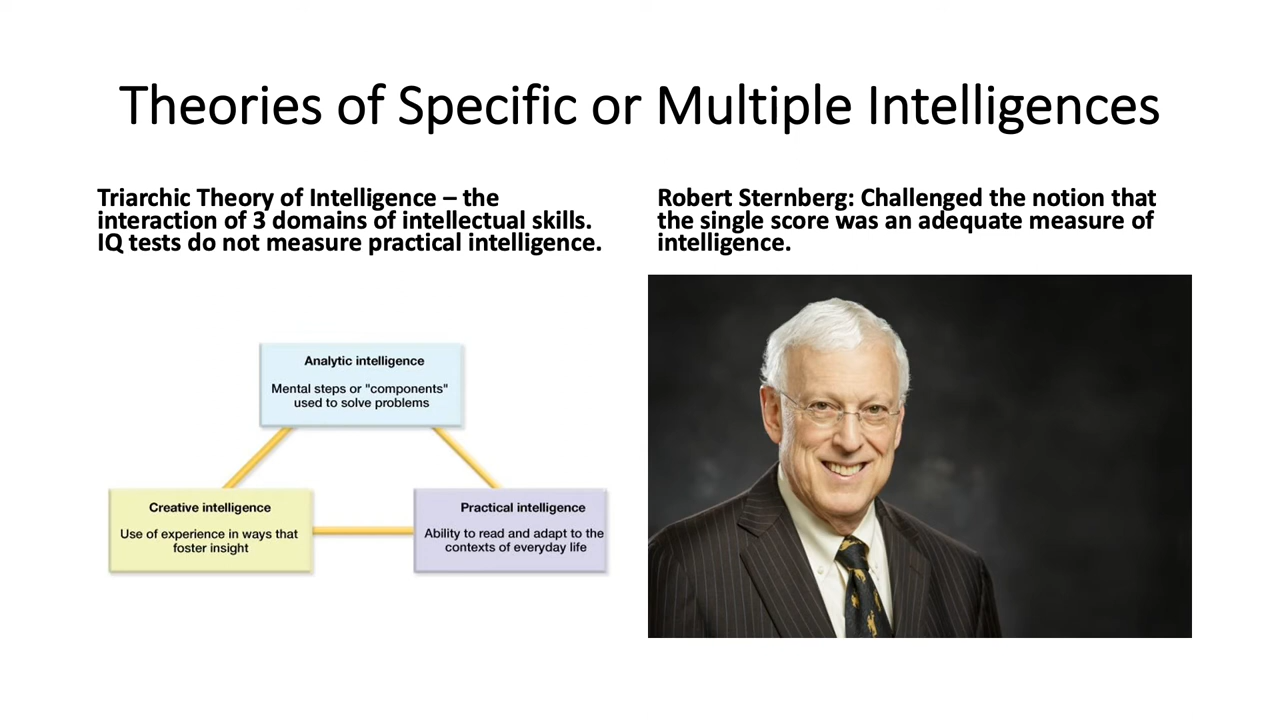 Theories of Specific or Multiple Intelligences
Triarchic Theory of Intelligence – the
interaction of 3 domains of intellectual skills.
IQ tests do not measure practical intelligence.
Analytic intelligence
Mental steps or "components"
used to solve problems
Creative intelligence
Use of experience in ways that
foster insight
Practical intelligence
Ability to read and adapt to the
contexts of everyday life
Robert Sternberg: Challenged the notion that
the single score was an adequate measure of
intelligence.